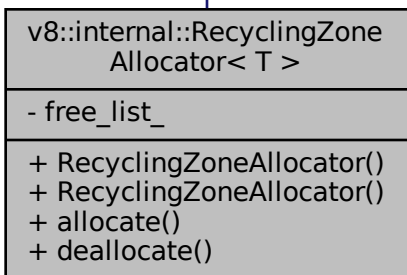 v8::internal::RecyclingZone
Allocator< T >
- free_list_
+ RecyclingZoneAllocator()
+ RecyclingZoneAllocator()
+ allocate()
+ deallocate()